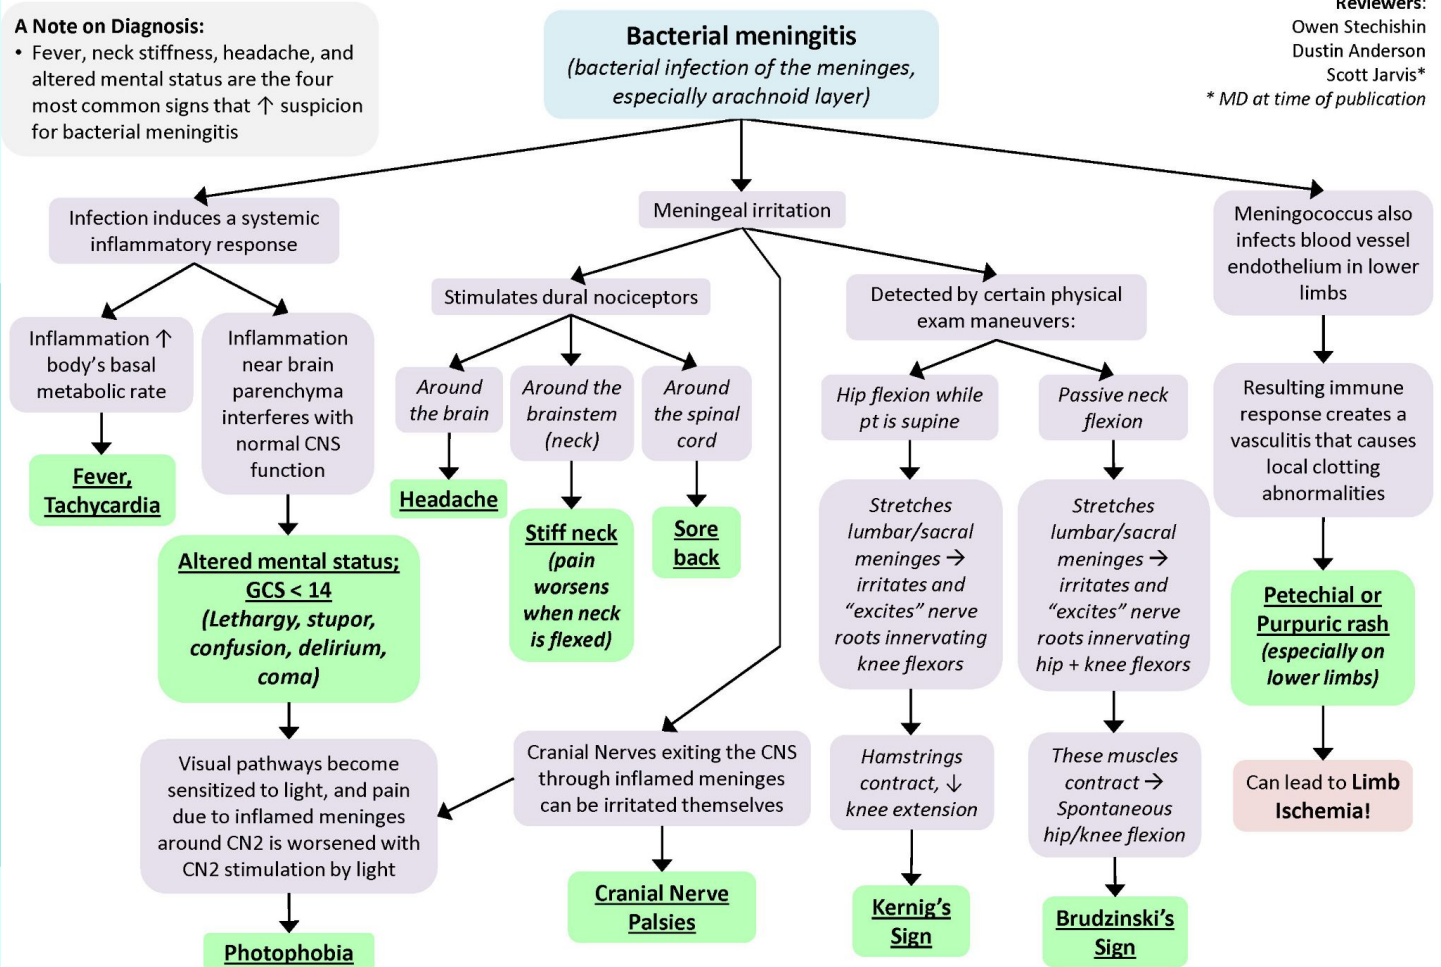 A Note on Diagnosis:
• Fever, neck stiffness, headache, and
altered mental status are the four
most common signs that ↑ suspicion
for bacterial meningitis
Bacterial meningitis
(bacterial infection of the meninges,
especially arachnoid layer)
Reviewers:
Owen Stechishin
Dustin Anderson
Scott Jarvis*
* MD at time of publication
Infection induces a systemic
inflammatory response
Inflammation ↑
body's basal
metabolic rate
Fever,
Tachycardia
Inflammation
near brain
parenchyma
interferes with
normal CNS
function
Altered mental status;
GCS < 14
(Lethargy, stupor,
confusion, delirium,
coma)
Visual pathways become
sensitized to light, and pain
due to inflamed meninges
around CN2 is worsened with
CN2 stimulation by light
Photophobia
Meningeal irritation
Stimulates dural nociceptors
Around
the brain
Headache
Around the
brainstem
(neck)
Stiff neck
(pain
worsens
when neck
is flexed)
Around
the spinal
cord
Sore
back
Cranial Nerves exiting the CNS
through inflamed meninges
can be irritated themselves
Cranial Nerve
Palsies
Detected by certain physical
exam maneuvers:
Hip flexion while
pt is supine
Stretches
lumbar/sacral
meninges →
irritates and
"excites" nerve
roots innervating
knee flexors
Hamstrings
contract, ↓
knee extension
Kernig's
Sign
Passive neck
flexion
Stretches
lumbar/sacral
meninges →
irritates and
"excites" nerve
roots innervating
hip + knee flexors
These muscles
contract →
Spontaneous
hip/knee flexion
Brudzinski's
Sign
Meningococcus also
infects blood vessel
endothelium in lower
limbs
Resulting immune
response creates a
vasculitis that causes
local clotting
abnormalities
Petechial or
Purpuric rash
(especially on
lower limbs)
Can lead to Limb
Ischemia!